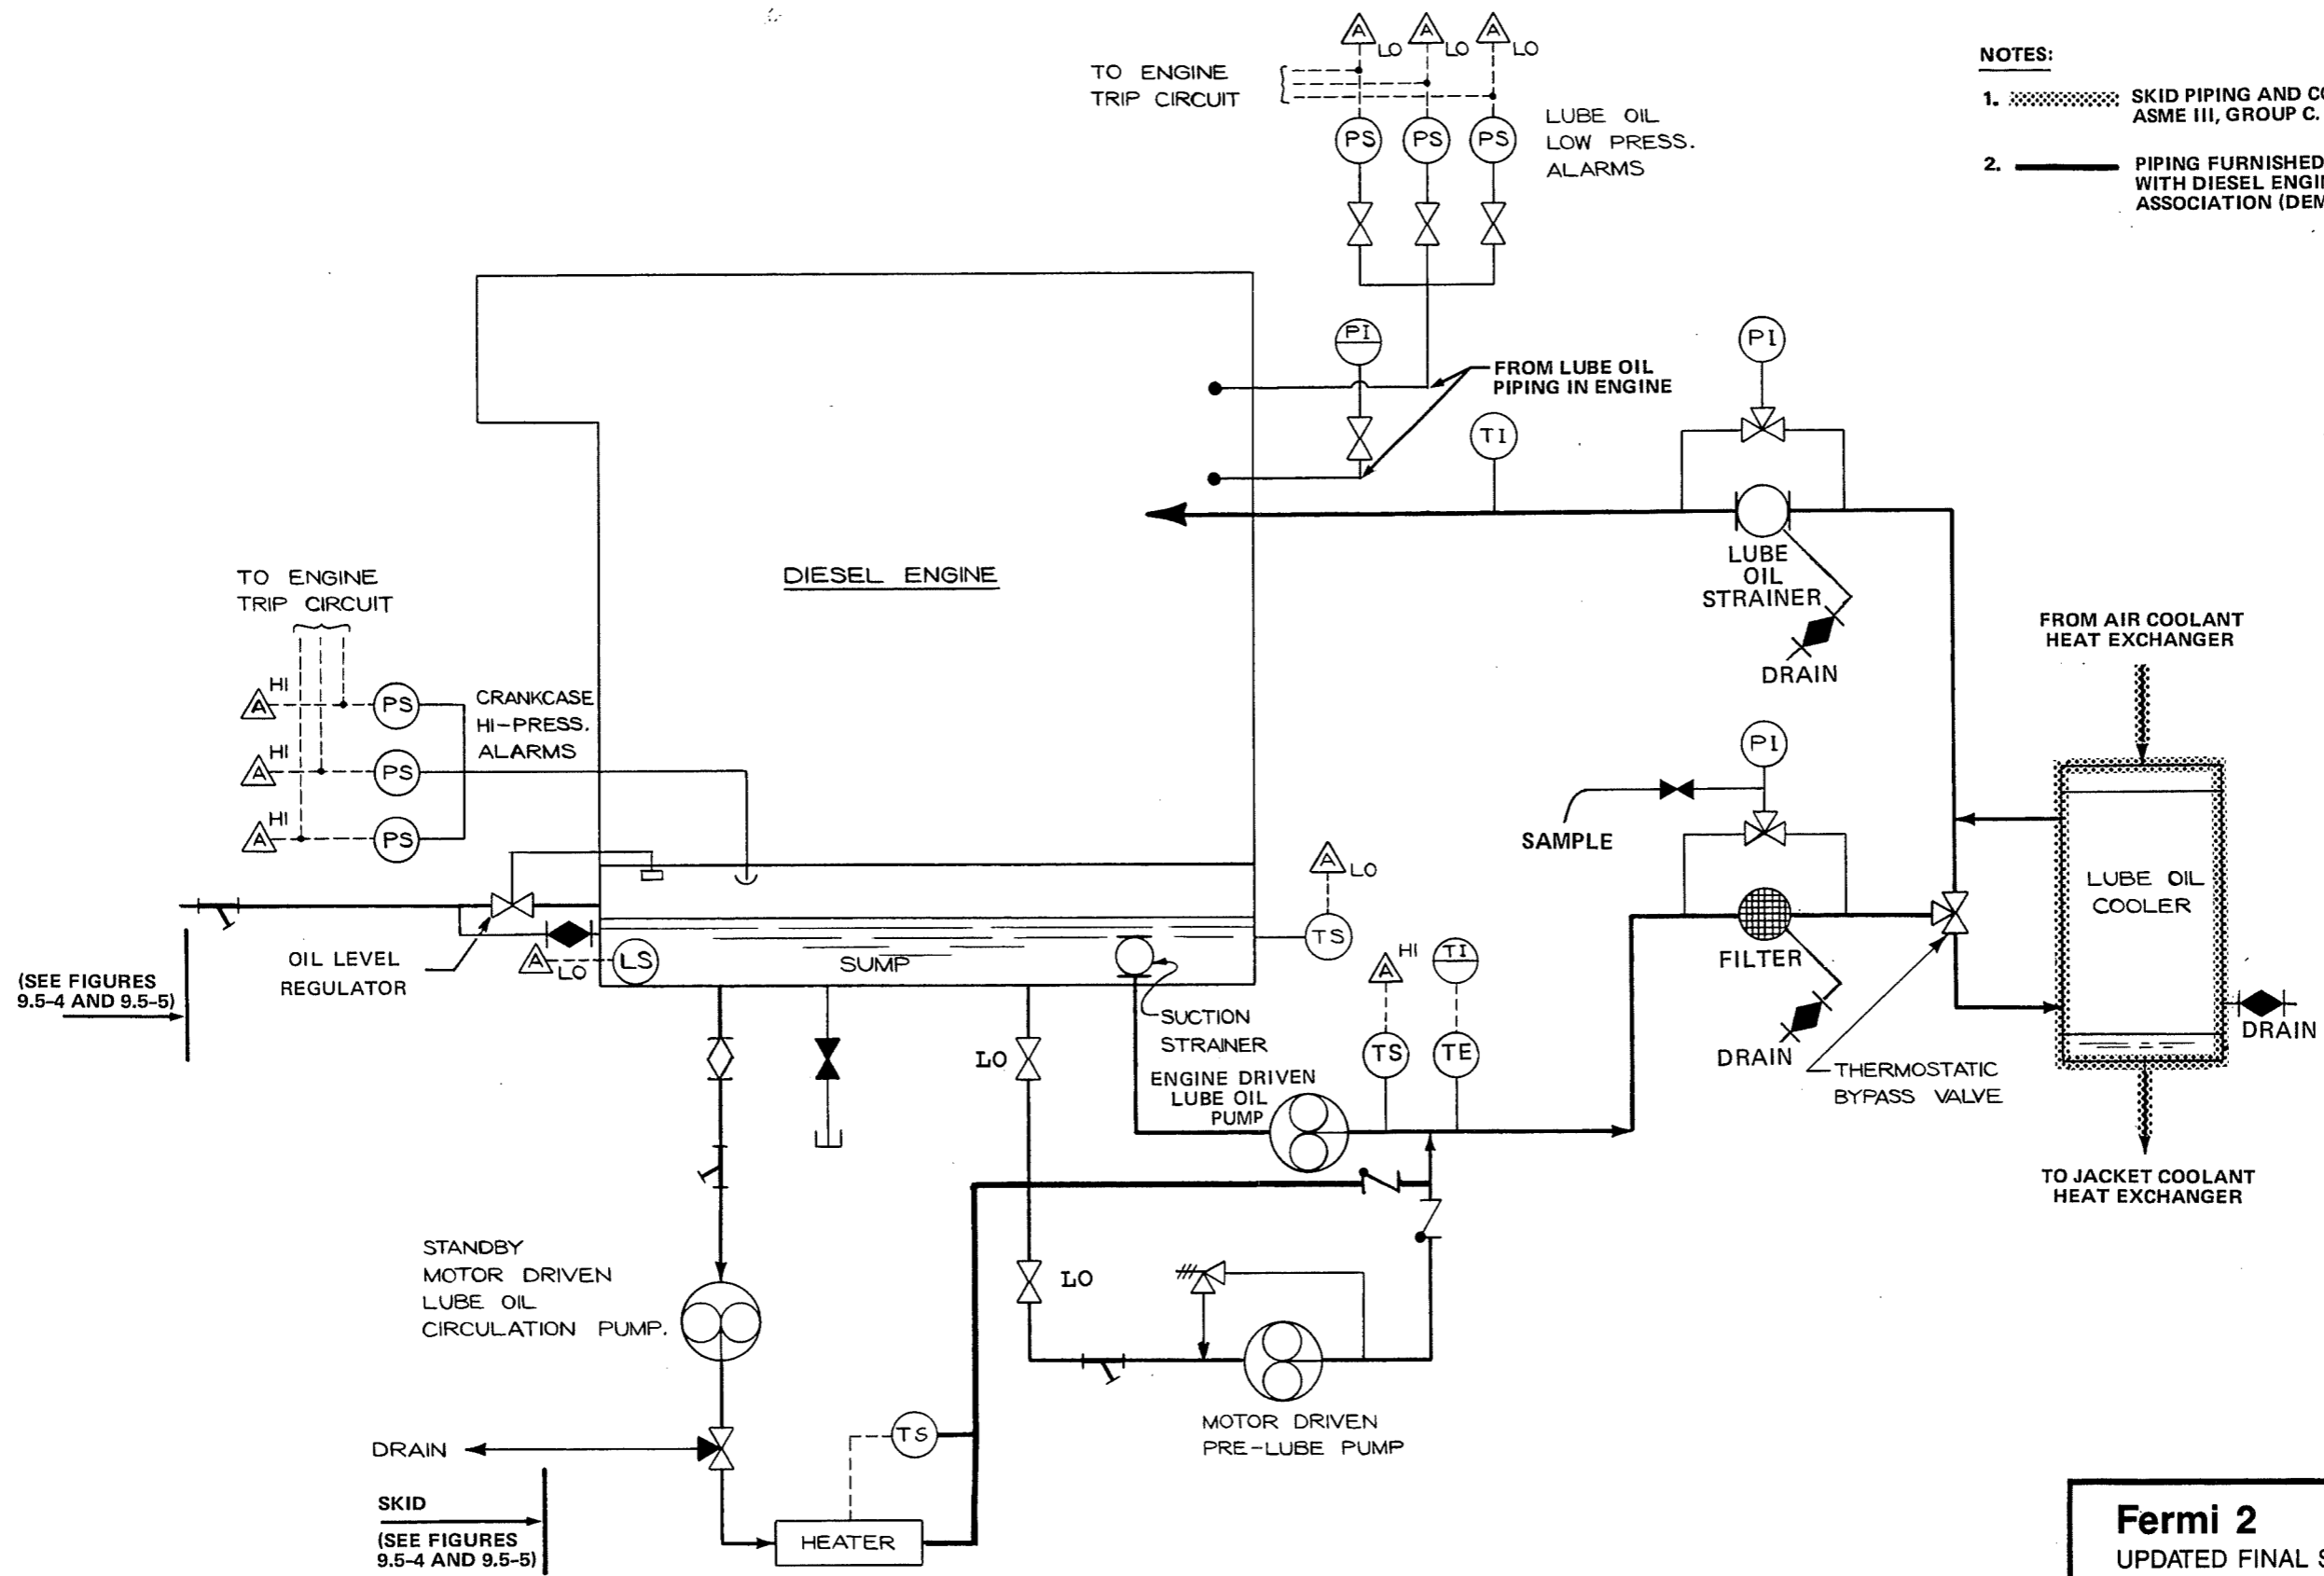 A LO A LO A LO
TO ENGINE
TRIP CIRCUIT
PS PS PS
LUBE OIL
LOW PRESS.
ALARMS
NOTES:
1. SKID PIPING AND
ASME III, GROUP C.
2. PIPING FURNISHED
WITH DIESEL
ASSOCIATION
PI
PI
FROM LUBE OIL
PIPING IN ENGINE
TI
LUBE
OIL
STRAINER
DRAIN
DIESEL ENGINE
TO ENGINE
TRIP CIRCUIT
A HI PS
A HI PS
A HI PS
CRANKCASE
HI-PRESS.
ALARMS
FROM AIR COOLANT
HEAT EXCHANGER
PI
SAMPLE
LUBE OIL
COOLER
FILTER
DRAIN
THERMOSTATIC
BYPASS VALVE
DRAIN
TO JACKET COOLANT
HEAT EXCHANGER
A LO
TS
OIL LEVEL
REGULATOR
A LO
LS
SUMP
(SEE FIGURES
9.5-4 AND 9.5-5)
SUCTION
STRAINER
A HI
TI
TS
TE
ENGINE DRIVEN
LUBE OIL
PUMP
LO
LO
STANDBY
MOTOR DRIVEN
LUBE OIL
CIRCULATION PUMP.
MOTOR DRIVEN
PRE-LUBE PUMP
DRAIN
TS
SKID
(SEE FIGURES
9.5-4 AND 9.5-5)
HEATER
Fermi 2
UPDATED FINAL